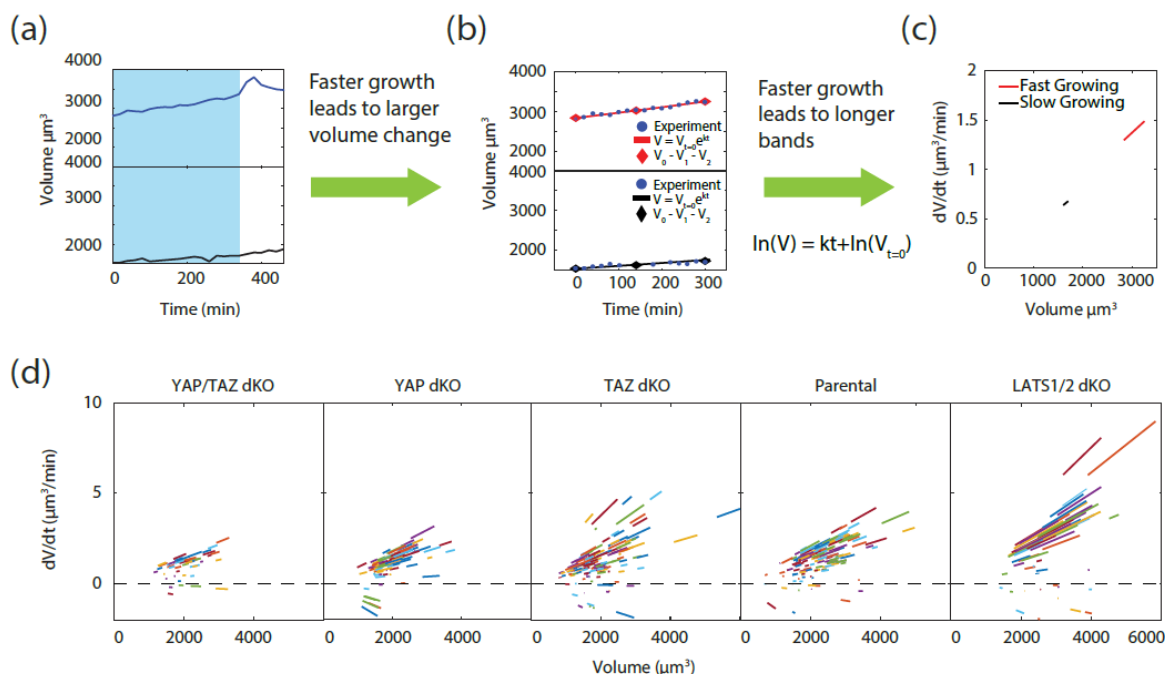 (a)
(b)
(c)
4000
3000
2000
4000
3000
2000
Volume μm³
0
200
400
Time (min)
Faster growth
leads to larger
volume change
4000
3000
2000
4000
3000
2000
Volume μm³
Experiment
V = Vt=0e^kt
V0 - V1 - V2
Experiment
V = Vt=0e^kt
V0 - V1 - V2
0
100
200
300
Time (min)
Faster growth
leads to longer
bands
ln(V) = kt+ln(Vt=0)
2
1.5
1
0.5
0
dV/dt (μm³/min)
Fast Growing
Slow Growing
0
1000
2000
3000
Volume μm³
(d)
YAP/TAZ dKO
YAP dKO
TAZ dKO
Parental
LATS1/2 dKO
10
5
0
dV/dt (μm³/min)
0 2000 4000
0 2000 4000
0 2000 4000
0 2000 4000
0 2000 4000 6000
Volume (μm³)